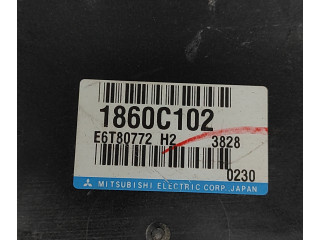 1860C102
E6T80772 H2 3828
0230
MITSUBISHI ELECTRIC CORP. JAPAN